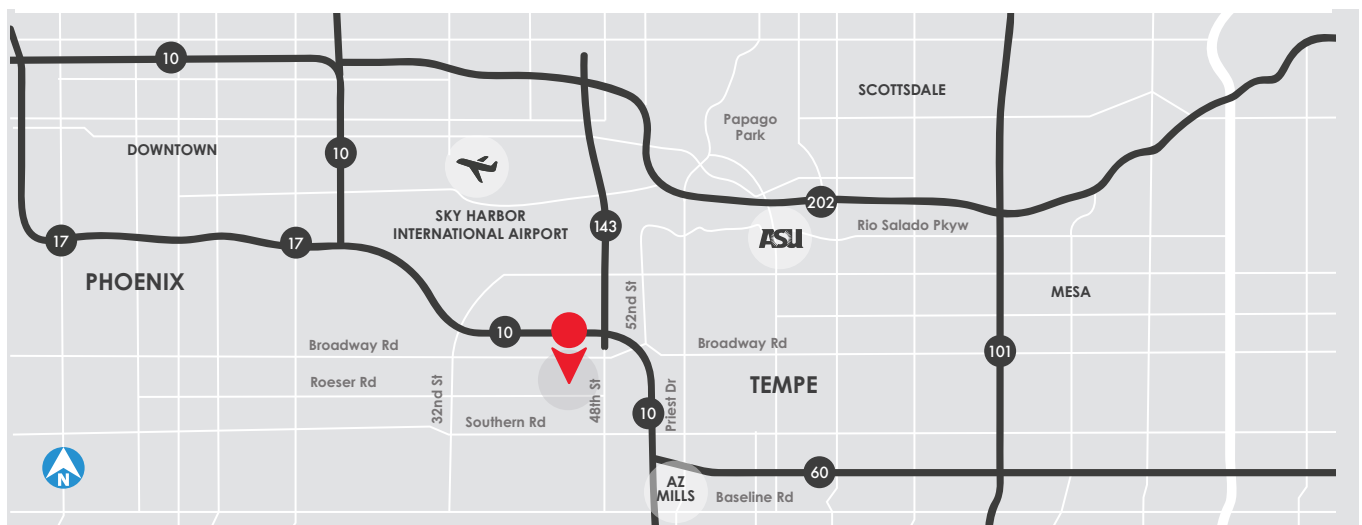 10
SCOTTSDALE
Papago
Park
DOWNTOWN
10
202
SKY HARBOR
INTERNATIONAL AIRPORT
143
ASU
Rio Salado Pkyw
17
17
PHOENIX
52nd St
MESA
10
Broadway Rd
Broadway Rd
101
Roeser Rd
TEMPE
32nd St
48th St
Priest Dr
10
Southern Rd
N
60
AZ
MILLS
Baseline Rd